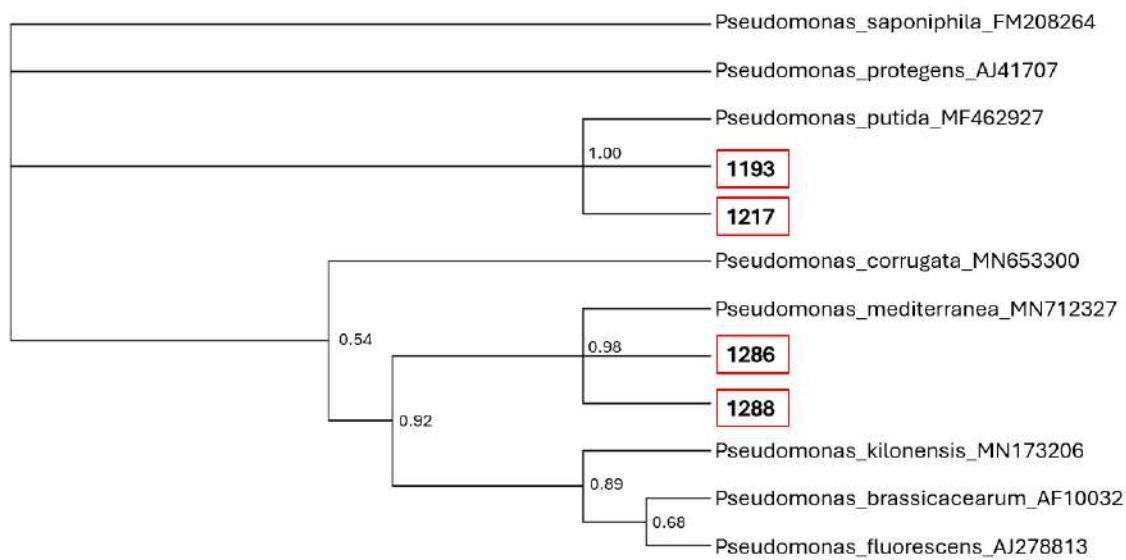 Pseudomonas_saponiphila_FM208264
Pseudomonas_protegens_AJ41707
Pseudomonas_putida_MF462927
1.00
1193
1217
Pseudomonas_corrugata_MN653300
Pseudomonas_mediterranea_MN712327
0.54
0.98
1286
1288
0.92
Pseudomonas_kilonensis_MN173206
0.89
Pseudomonas_brassicacearum_AF10032
0.68
Pseudomonas_fluorescens_AJ278813